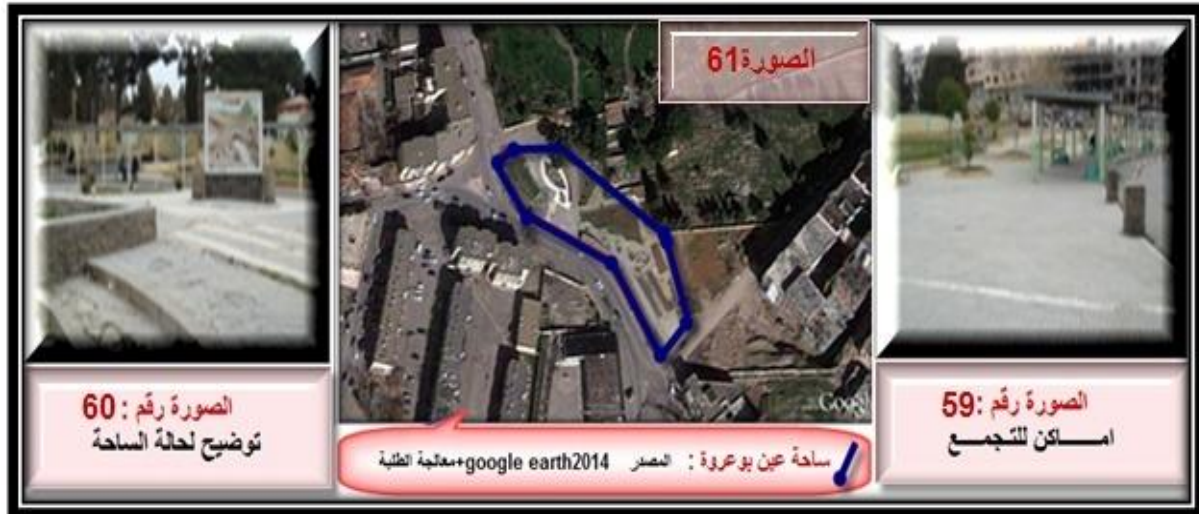 الصورة61
الصورة رقم :59
امـــــاكن للتـجمـــع
الصورة رقم : 60
توضيح لحالة الساحة
ساحة عين بوعروة : المصدر google earth2014+معالجة الطلبة
Google